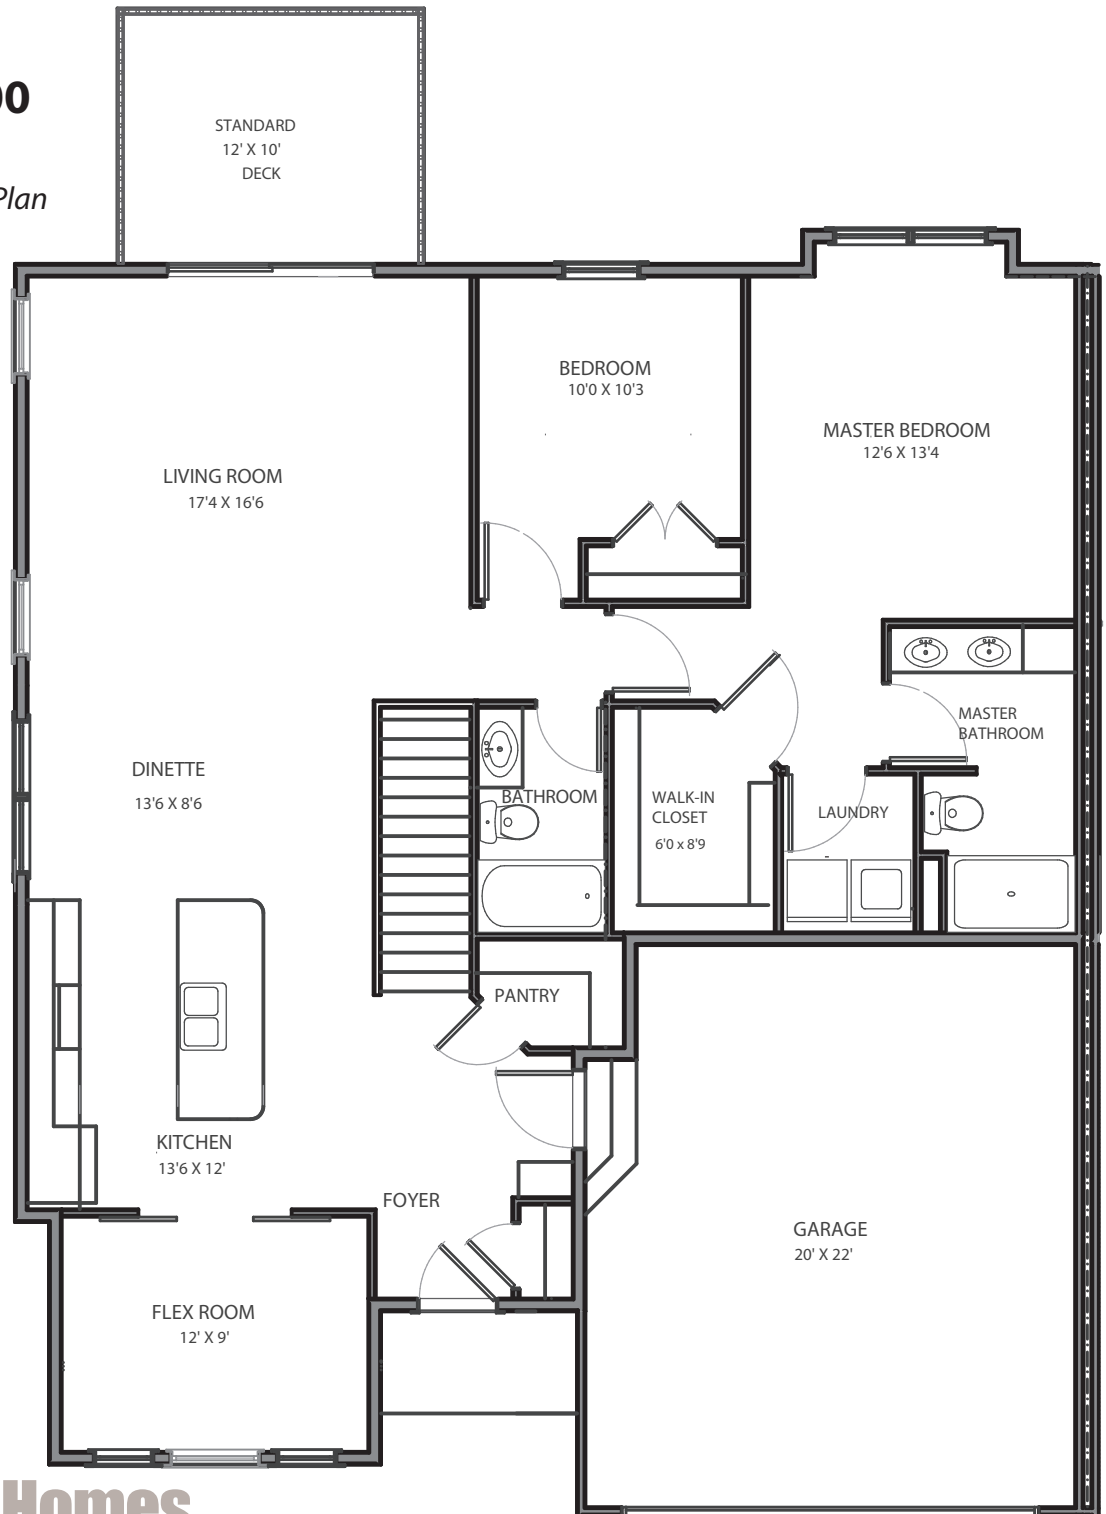 00
Plan
STANDARD
12' X 10'
DECK
BEDROOM
10'0 X 10'3
MASTER BEDROOM
12'6 X 13'4
LIVING ROOM
17'4 X 16'6
MASTER
BATHROOM
DINETTE
13'6 X 8'6
BATHROOM
WALK-IN
CLOSET
6'0 x 8'9
LAUNDRY
PANTRY
KITCHEN
13'6 X 12'
FOYER
GARAGE
20' X 22'
FLEX ROOM
12' X 9'
Homes